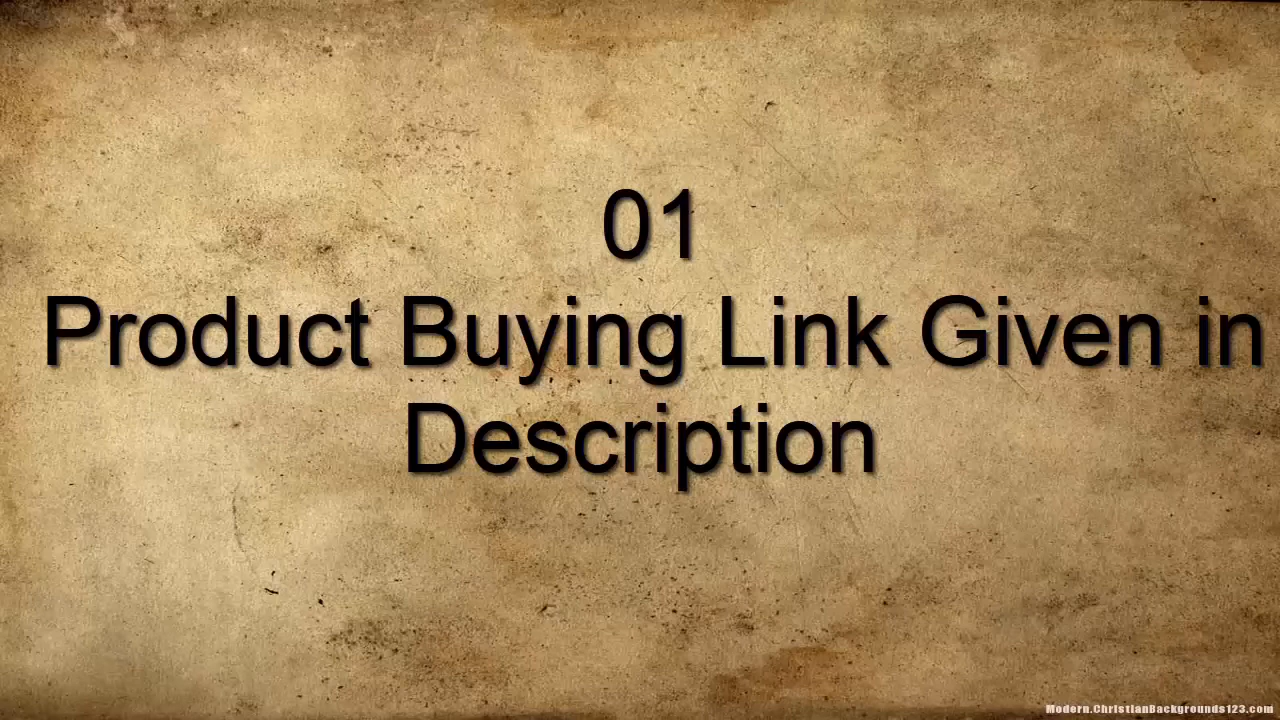 01
Product Buying Link Given in
Description
Modern.ChristianBackgrounds123.com